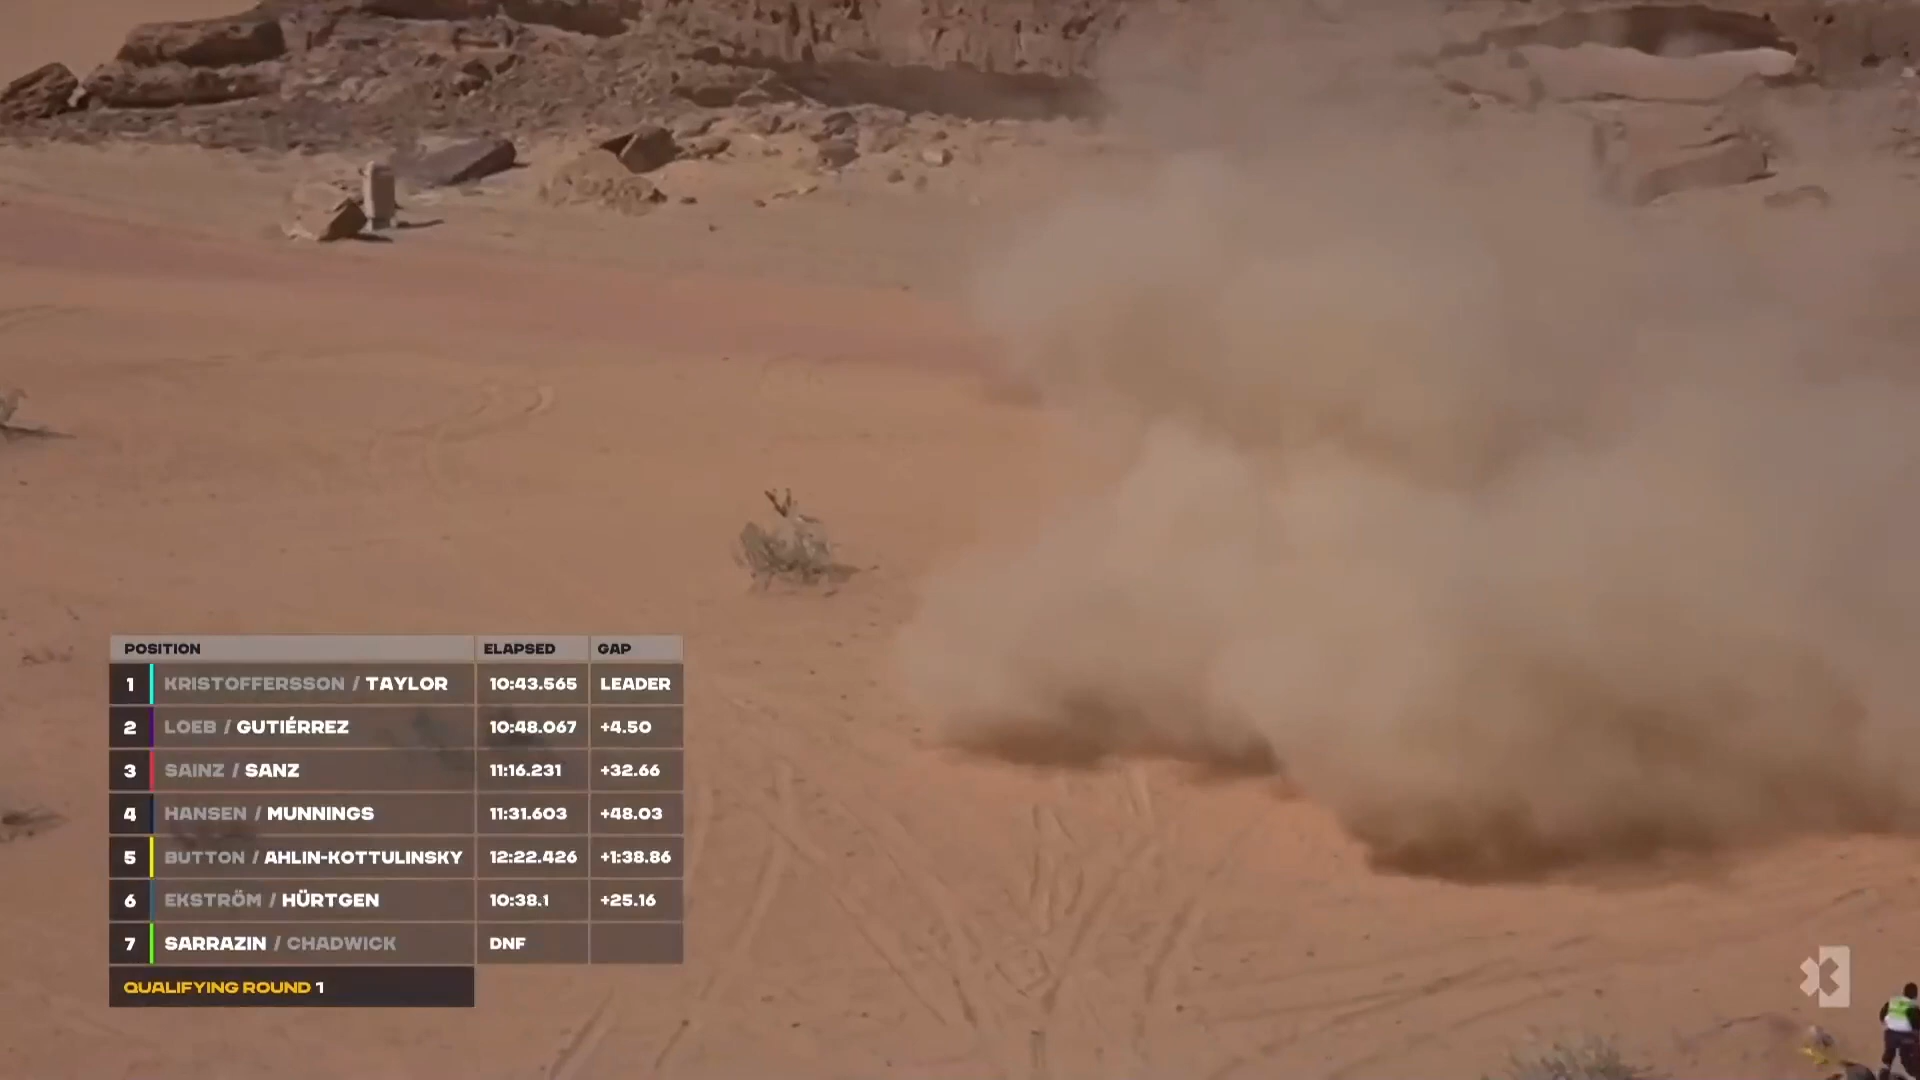 POSITION ELAPSED GAP
1 KRISTOFFERSSON / TAYLOR 10:43.565 LEADER
2 LOEB / GUTIÉRREZ 10:48.067 +4.50
3 SAINZ / SANZ 11:16.231 +32.66
4 HANSEN / MUNNINGS 11:31.603 +48.03
5 BUTTON / AHLIN-KOTTULINSKY 12:22.426 +1:38.86
6 EKSTRÖM / HÜRTGEN 10:38.1 +25.16
7 SARRAZIN / CHADWICK DNF
QUALIFYING ROUND 1